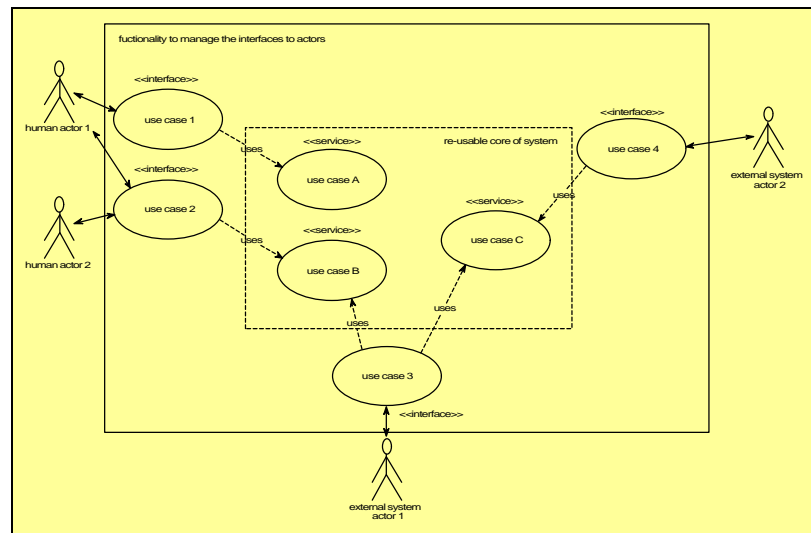 fuctionality to manage the interfaces to actors
<<interface>>
use case 1
human actor 1
<<interface>>
use case 2
human actor 2
uses
uses
re-usable core of system
<<service>>
use case A
<<service>>
use case B
<<service>>
use case C
uses
uses
uses
<<interface>>
use case 4
external system
actor 2
use case 3
<<interface>>
external system
actor 1